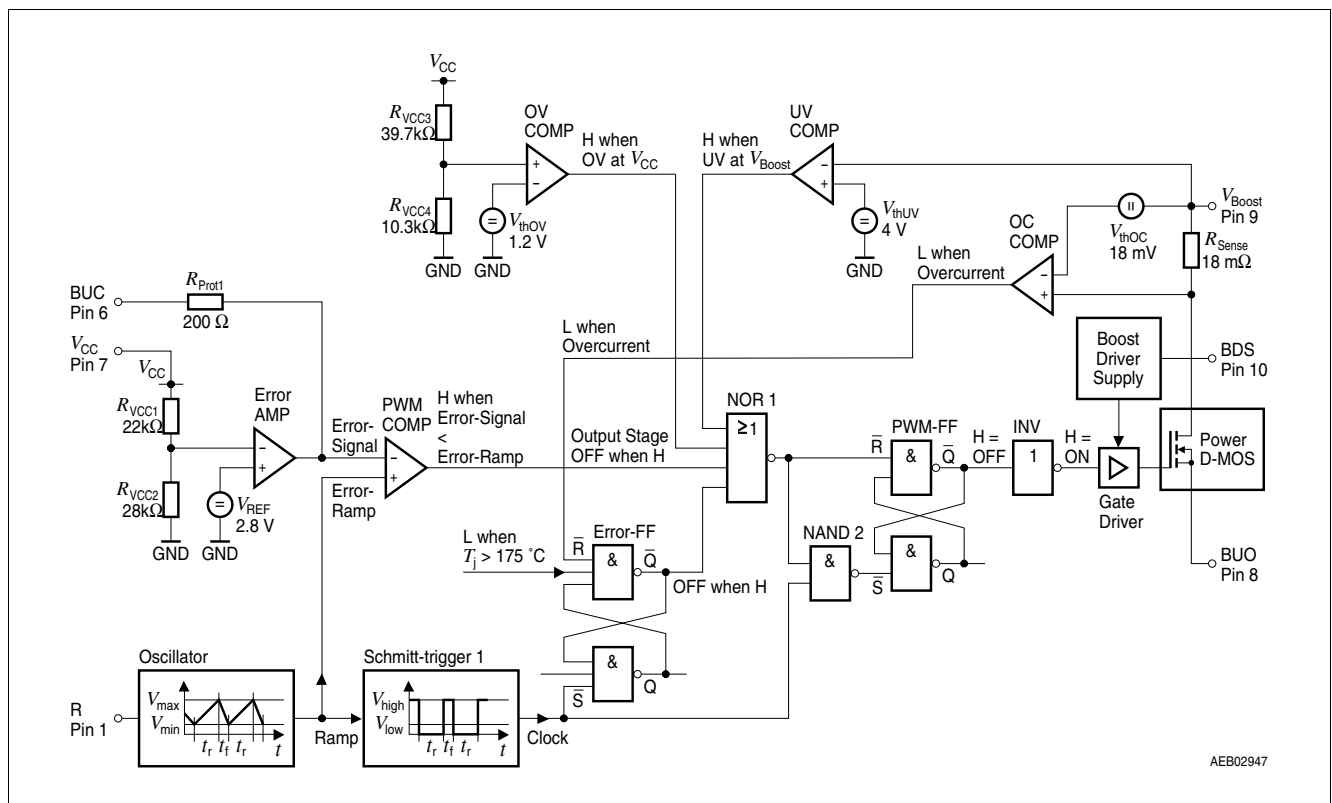 VCC
RVCC3
39.7kΩ
RVCC4
10.3kΩ
GND
OV
COMP
+
−
=
VthOV
1.2 V
GND
H when
OV at VCC
H when
UV at VBoost
UV
COMP
−
+
=
VthUV
4 V
GND
OC
COMP
−
+
=
VthOC
18 mV
VBoost
Pin 9
RSense
18 mΩ
L when
Overcurrent
BUC
Pin 6
RProt1
200 Ω
VCC
Pin 7
VCC
RVCC1
22kΩ
RVCC2
28kΩ
GND
Error
AMP
−
+
=
VREF
2.8 V
GND
Error-
Signal
PWM
COMP
−
+
Error-
Ramp
H when
Error-Signal
<
Error-Ramp
L when
Overcurrent
Output Stage
OFF when H
NOR 1
≥1
L when
Tj > 175 ˚C
R̅
Error-FF
&
Q̅
OFF when H
&
S̅
Q
NAND 2
&
PWM-FF
R̅
&
Q̅
S̅
&
Q
H =
OFF
INV
1
H =
ON
Gate
Driver
Boost
Driver
Supply
BDS
Pin 10
Power
D-MOS
BUO
Pin 8
R
Pin 1
Oscillator
Vmax
Vmin
tr tf tr t
Ramp
Schmitt-trigger 1
Vhigh
Vlow
tr tf tr t
Clock
AEB02947